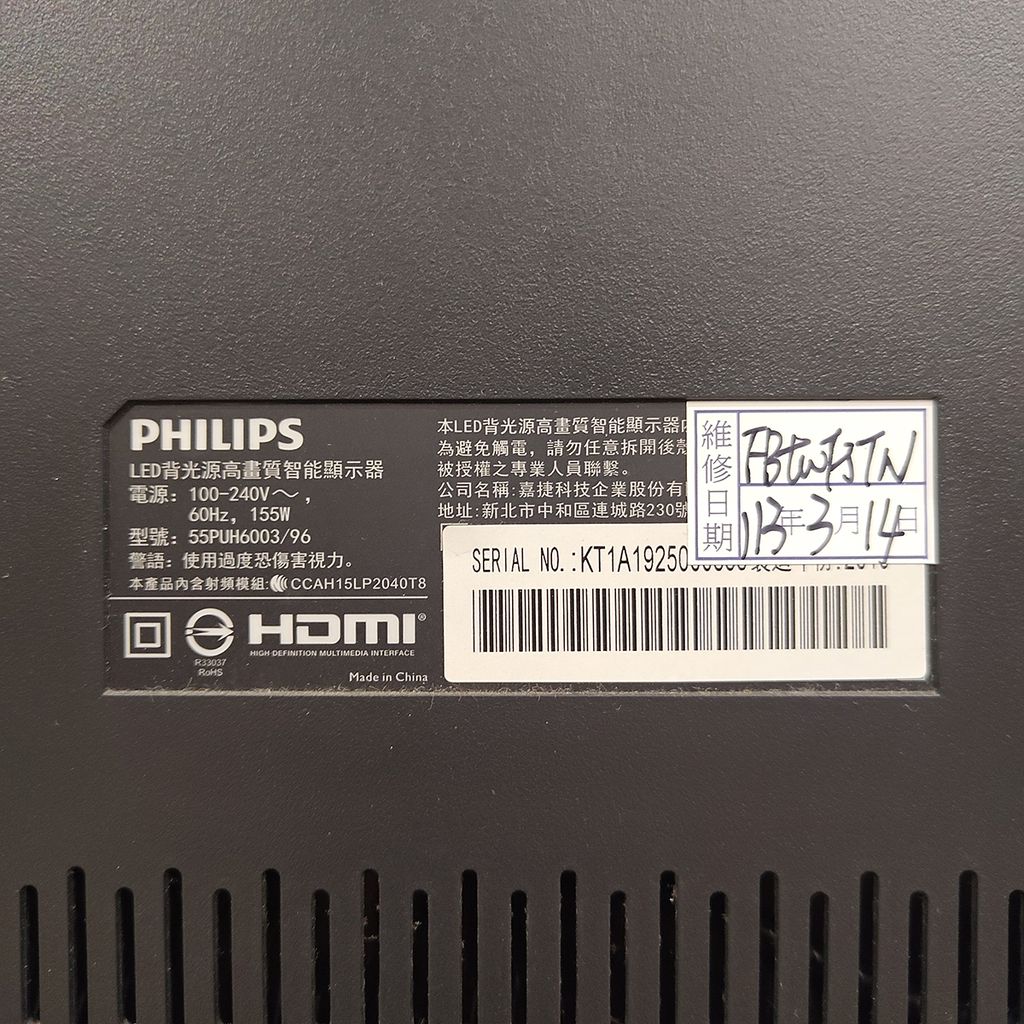 PHILIPS
LED背光源高畫質智能顯示器
電源：100-240V～，
60Hz, 155W
型號：55PUH6003/96
警語：使用過度恐傷害視力。
本產品內含射頻模組:CCAH15LP2040T8
HDMI®
HIGH-DEFINITION MULTIMEDIA INTERFACE
R33037
RoHS
Made in China
本LED背光源高畫質智能顯示器
為避免觸電，請勿任意拆開後殼
被授權之專業人員聯繫。
公司名稱:嘉捷科技企業股份有
地址:新北市中和區連城路230號
SERIAL NO.:KT1A1925
維修日期
113年3月14日